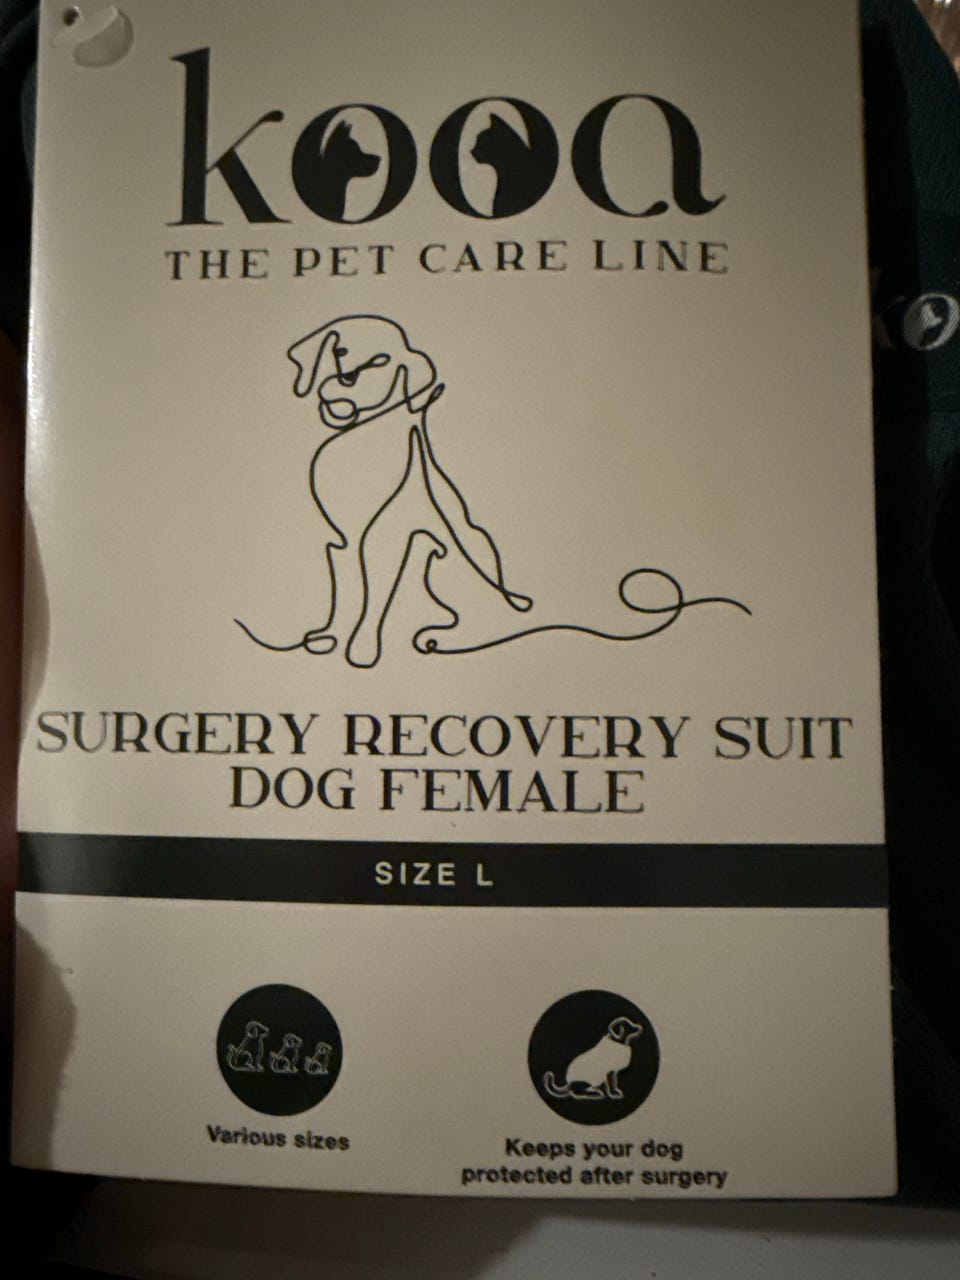 kooa
THE PET CARE LINE
KO
SURGERY RECOVERY SUIT
DOG FEMALE
SIZE L
Various sizes
Keeps your dog
protected after surgery